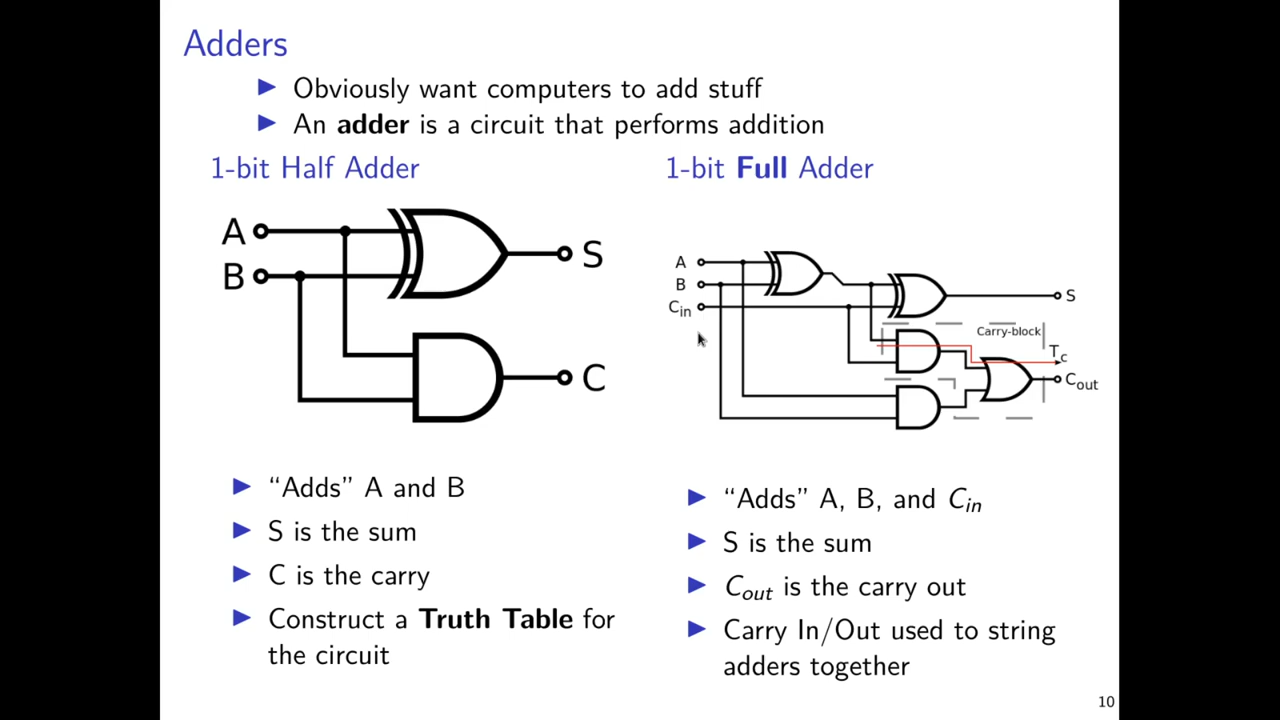 Adders
Obviously want computers to add stuff
An adder is a circuit that performs addition
1-bit Half Adder
A
B
S
C
“Adds” A and B
S is the sum
C is the carry
Construct a Truth Table for
the circuit
1-bit Full Adder
A
B
Cin
S
Carry-block
Tc
Cout
“Adds” A, B, and Cin
S is the sum
Cout is the carry out
Carry In/Out used to string
adders together
10